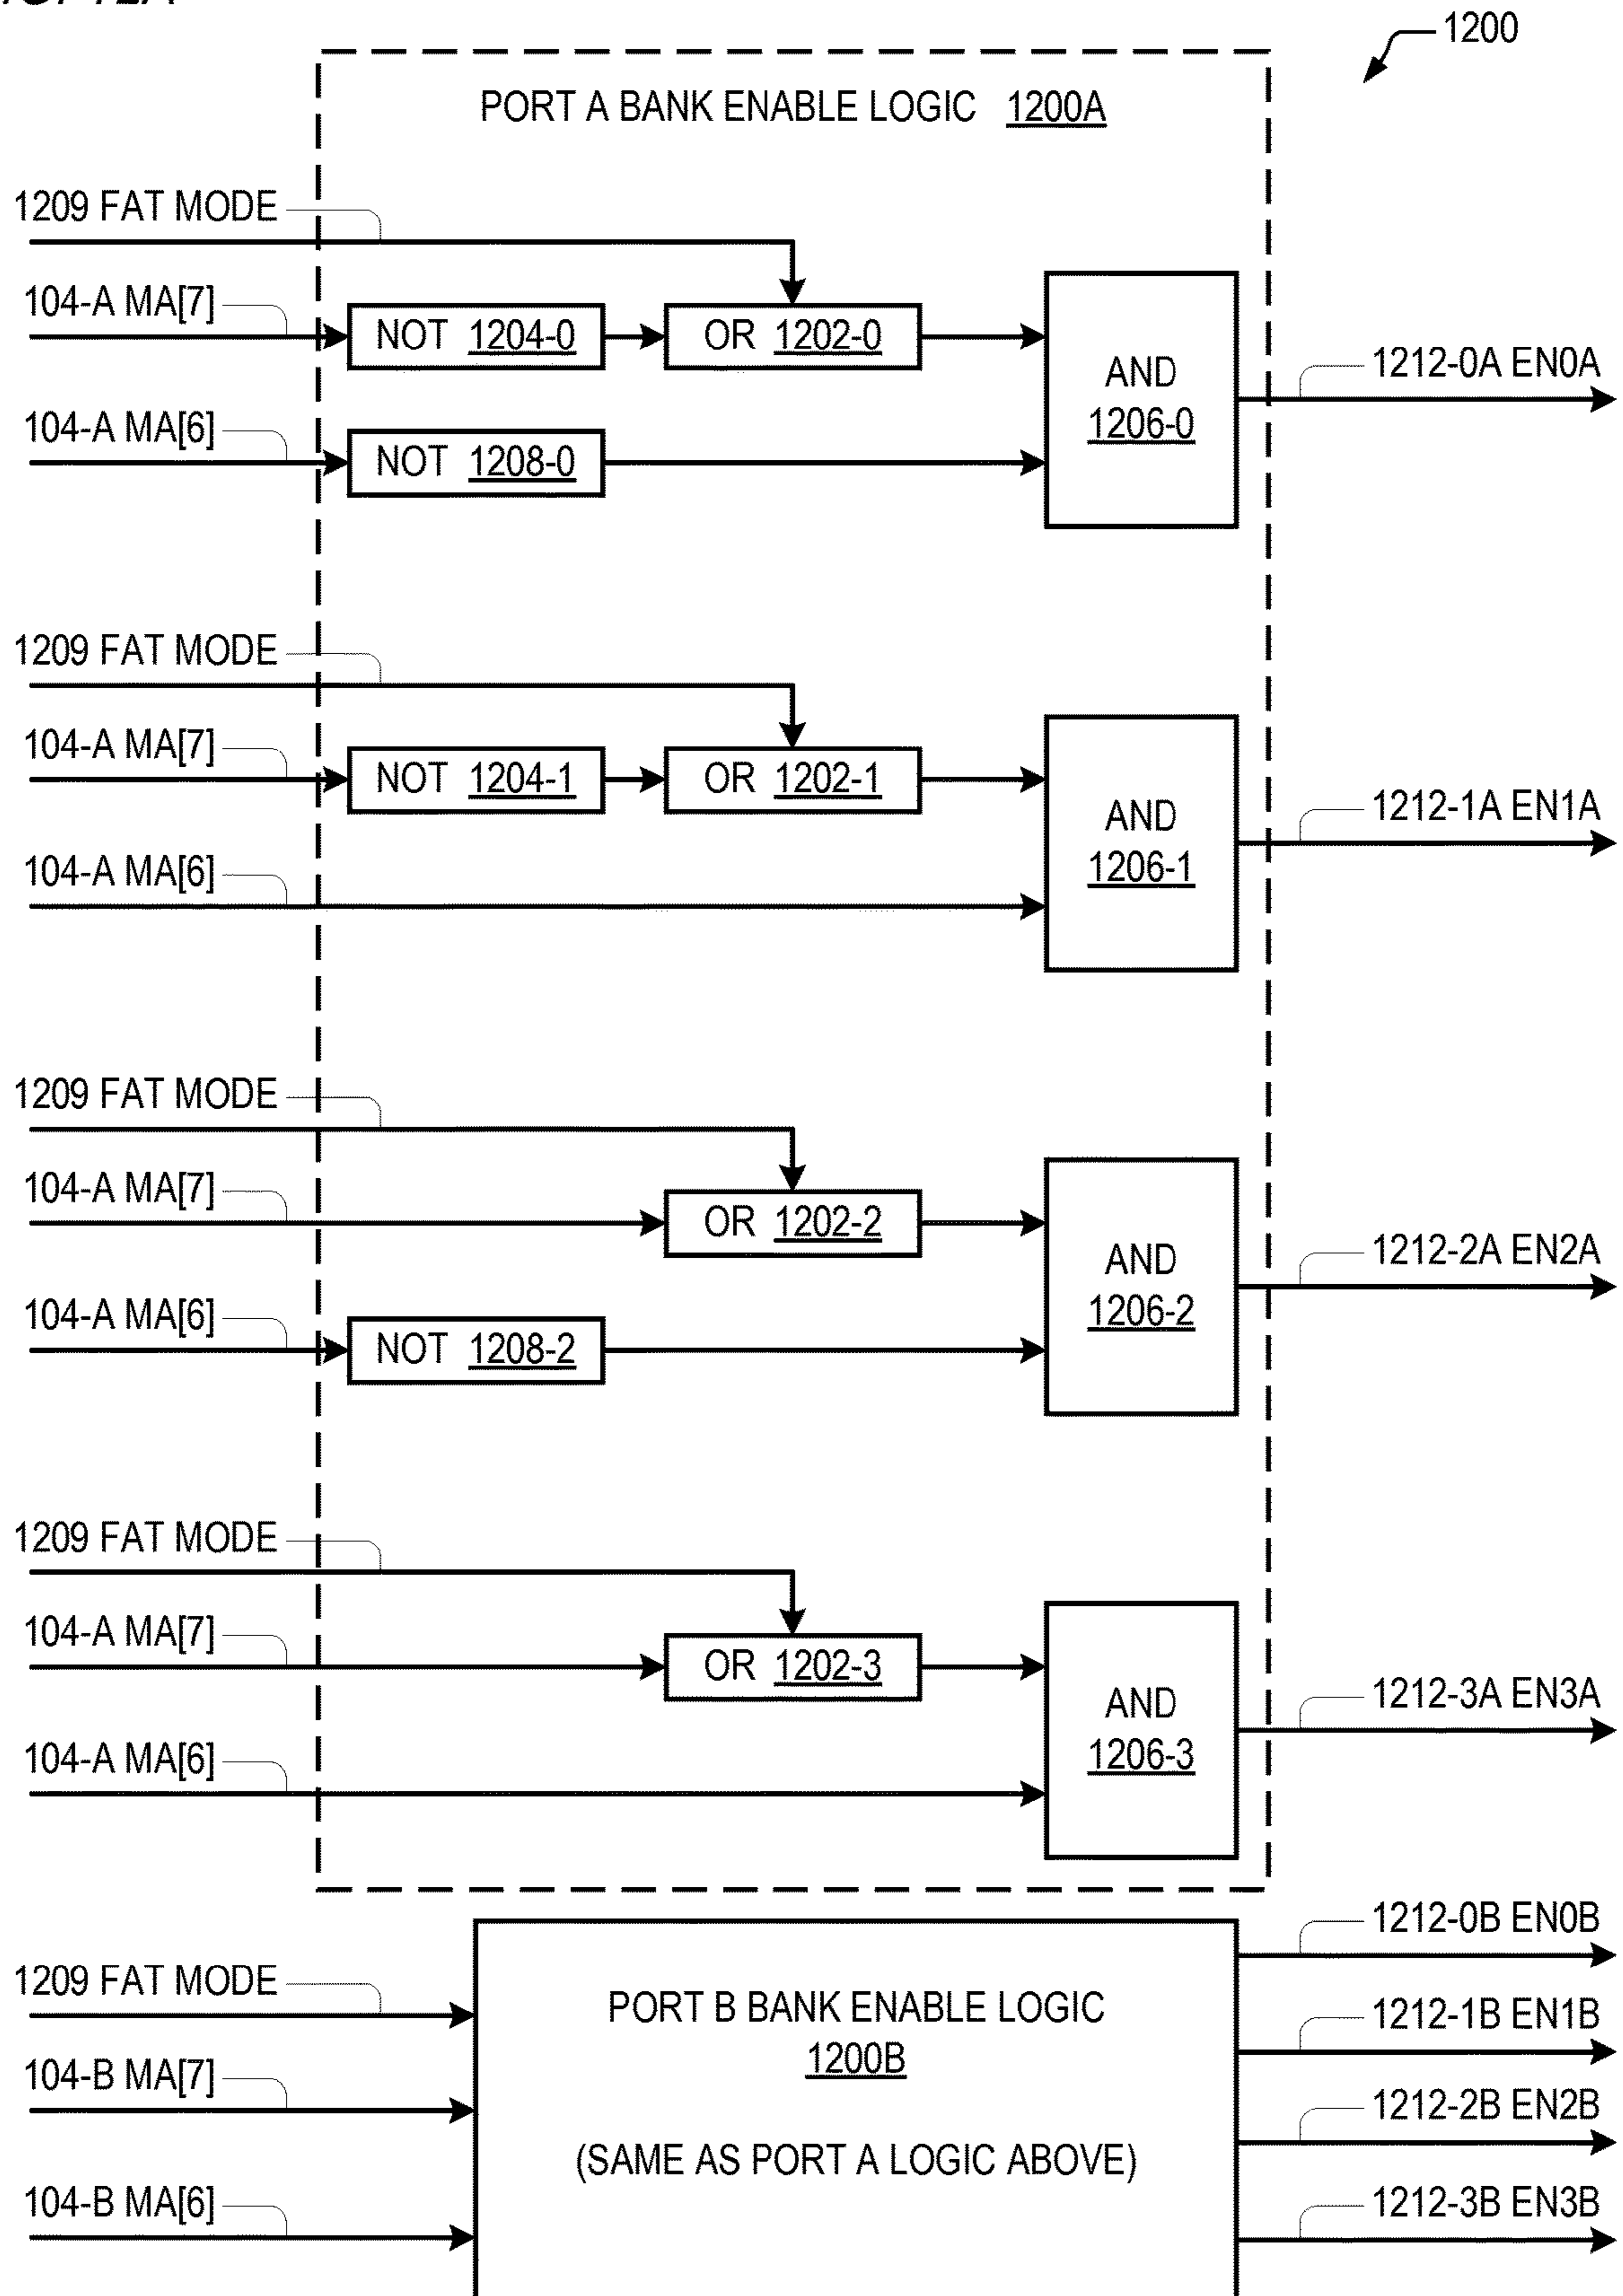 1200
PORT A BANK ENABLE LOGIC 1200A
1209 FAT MODE
104-A MA[7]
NOT 1204-0
OR 1202-0
104-A MA[6]
NOT 1208-0
AND
1206-0
1212-0A EN0A
1209 FAT MODE
104-A MA[7]
NOT 1204-1
OR 1202-1
104-A MA[6]
AND
1206-1
1212-1A EN1A
1209 FAT MODE
104-A MA[7]
OR 1202-2
104-A MA[6]
NOT 1208-2
AND
1206-2
1212-2A EN2A
1209 FAT MODE
104-A MA[7]
OR 1202-3
104-A MA[6]
AND
1206-3
1212-3A EN3A
1209 FAT MODE
104-B MA[7]
104-B MA[6]
PORT B BANK ENABLE LOGIC
1200B
(SAME AS PORT A LOGIC ABOVE)
1212-0B EN0B
1212-1B EN1B
1212-2B EN2B
1212-3B EN3B